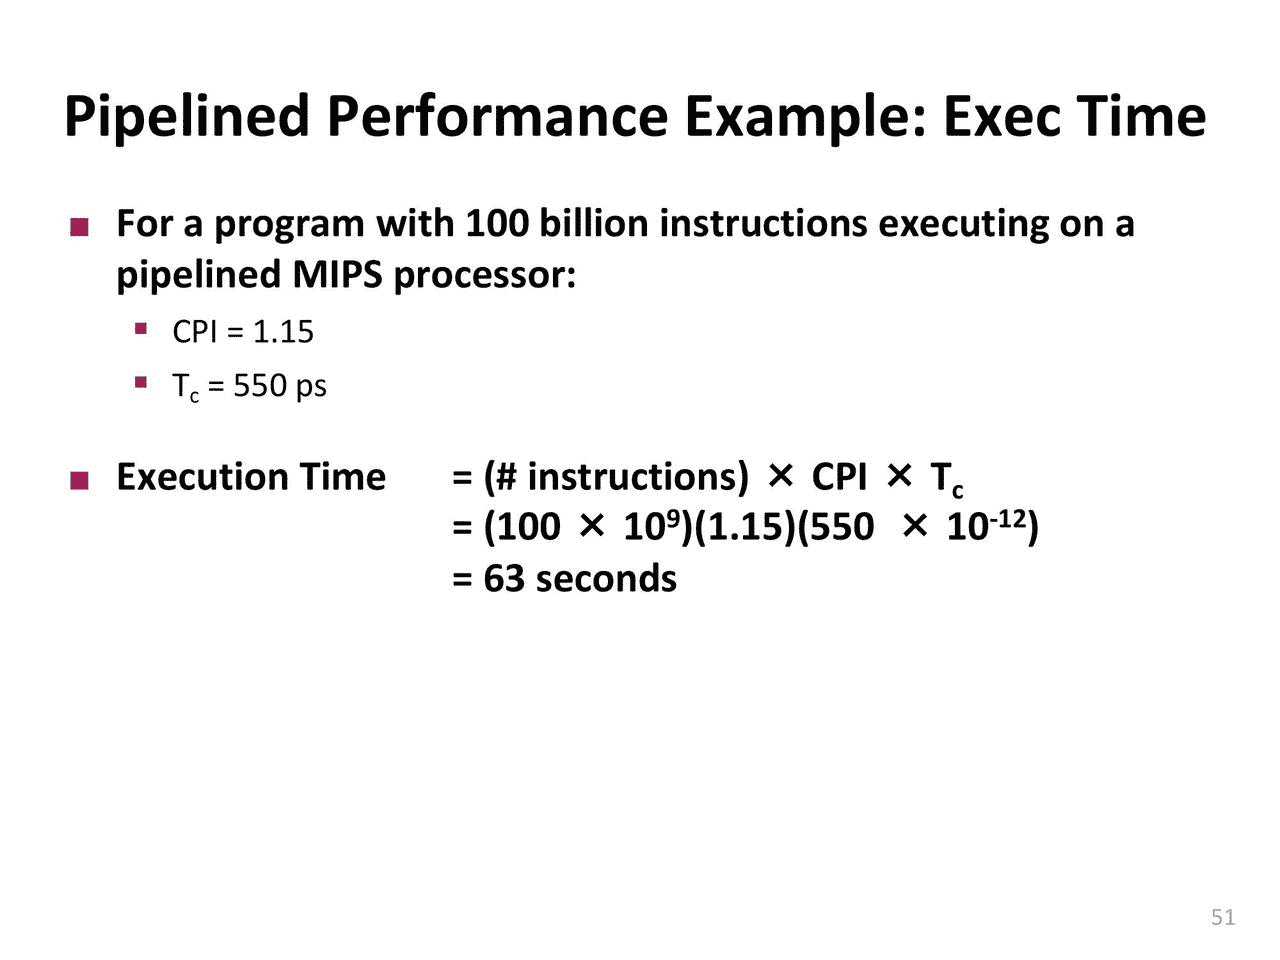 Pipelined Performance Example: Exec Time
■ For a program with 100 billion instructions executing on a
pipelined MIPS processor:
▪ CPI = 1.15
▪ Tc = 550 ps
■ Execution Time = (# instructions) × CPI × Tc
= (100 × 10⁹)(1.15)(550 × 10⁻¹²)
= 63 seconds
51